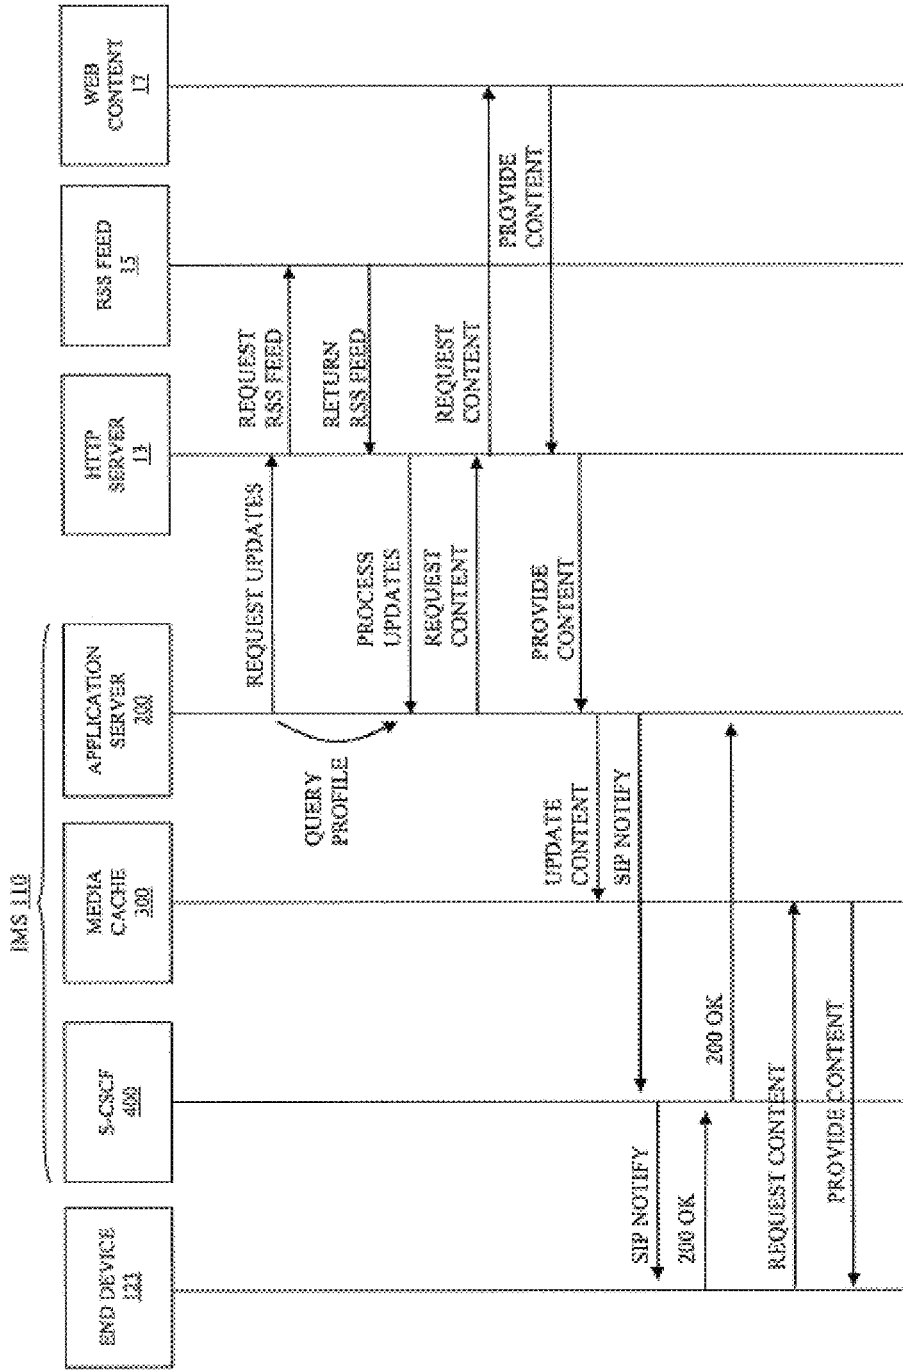 IMS 110
END DEVICE
123
S-CSCF
400
MEDIA
CACHE
300
APPLICATION
SERVER
200
HTTP
SERVER
13
RSS FEED
15
WEB
CONTENT
17
REQUEST UPDATES
REQUEST
RSS FEED
QUERY
PROFILE
RETURN
RSS FEED
PROCESS
UPDATES
REQUEST
CONTENT
REQUEST
CONTENT
PROVIDE
CONTENT
PROVIDE
CONTENT
UPDATE
CONTENT
SIP NOTIFY
SIP NOTIFY
200 OK
200 OK
REQUEST CONTENT
PROVIDE CONTENT